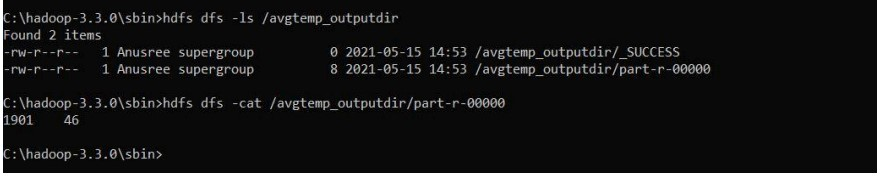 C:\hadoop-3.3.0\sbin>hdfs dfs -ls /avgtemp_outputdir
Found 2 items
-rw-r--r--   1 Anusree supergroup          0 2021-05-15 14:53 /avgtemp_outputdir/_SUCCESS
-rw-r--r--   1 Anusree supergroup          8 2021-05-15 14:53 /avgtemp_outputdir/part-r-00000
C:\hadoop-3.3.0\sbin>hdfs dfs -cat /avgtemp_outputdir/part-r-00000
1901    46
C:\hadoop-3.3.0\sbin>